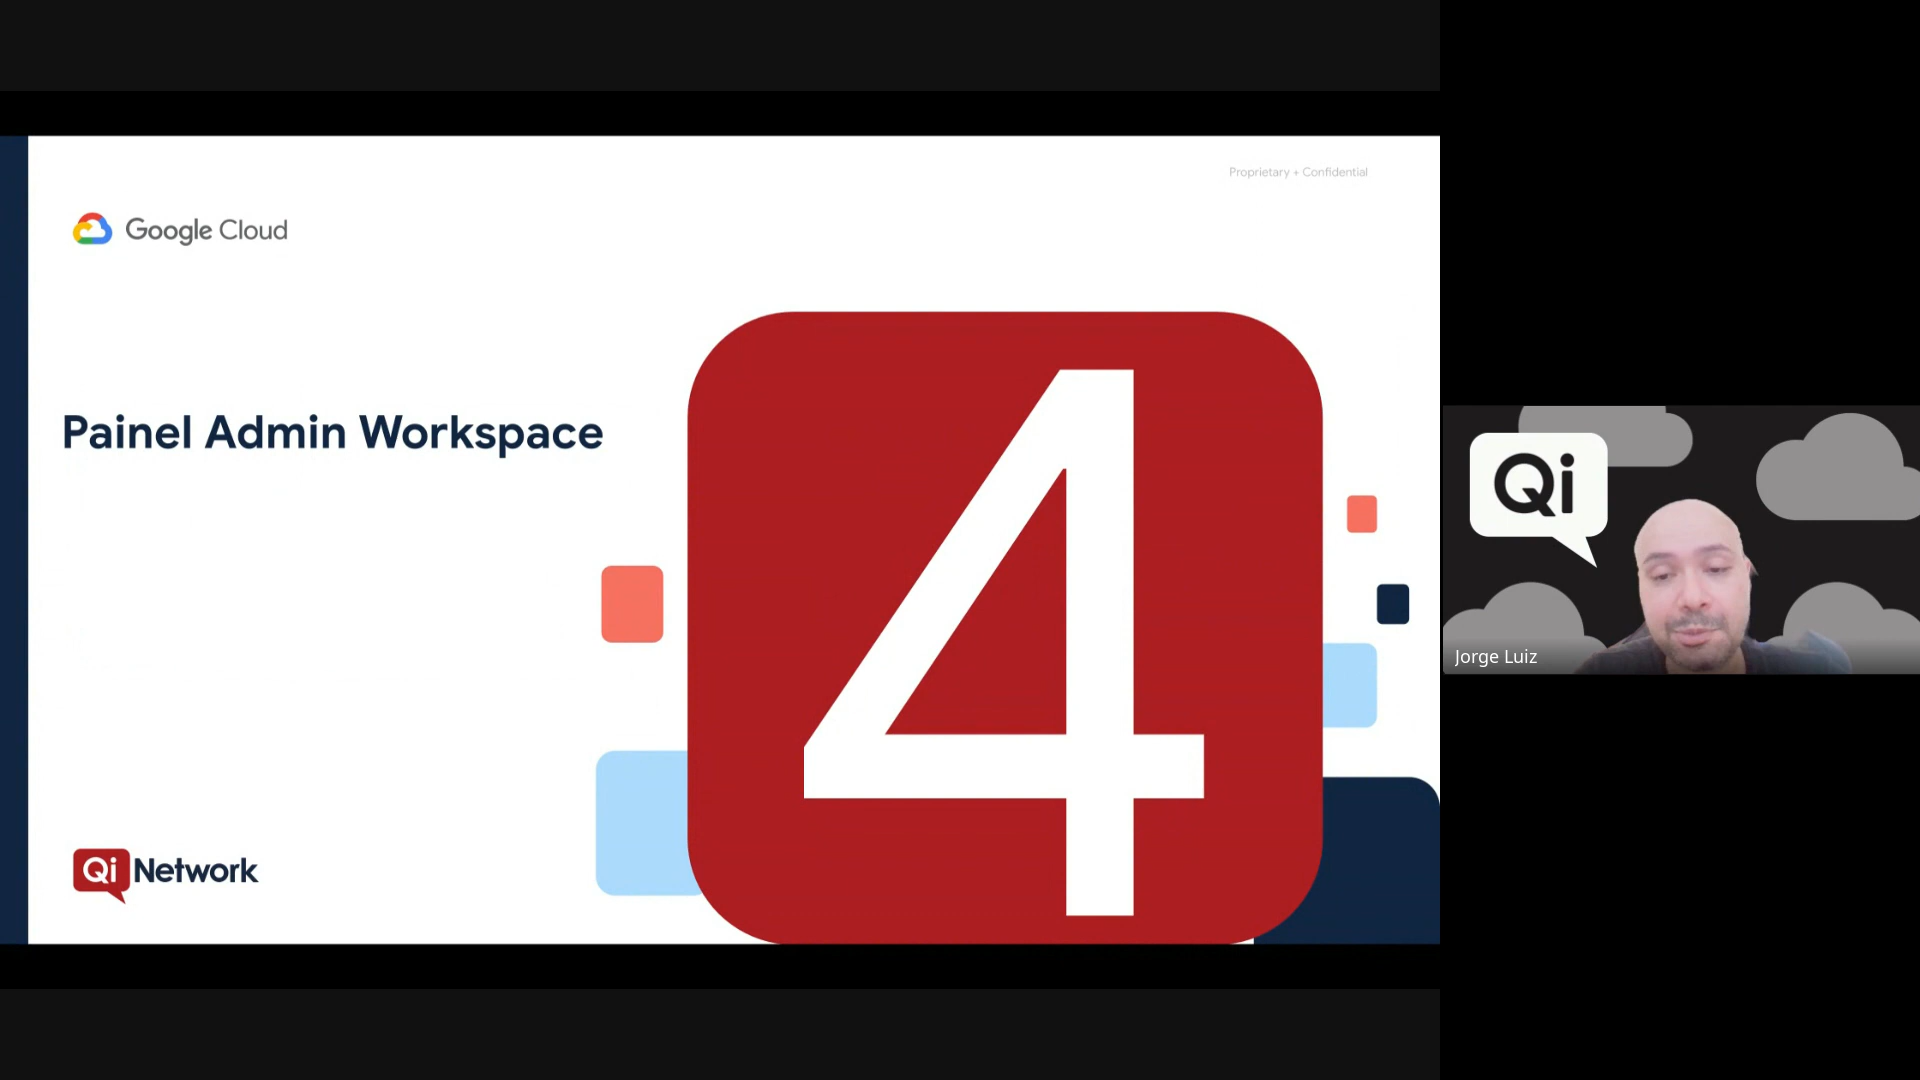 Proprietary + Confidential
Google Cloud
Painel Admin Workspace
4
Qi Network
Qi
Jorge Luiz